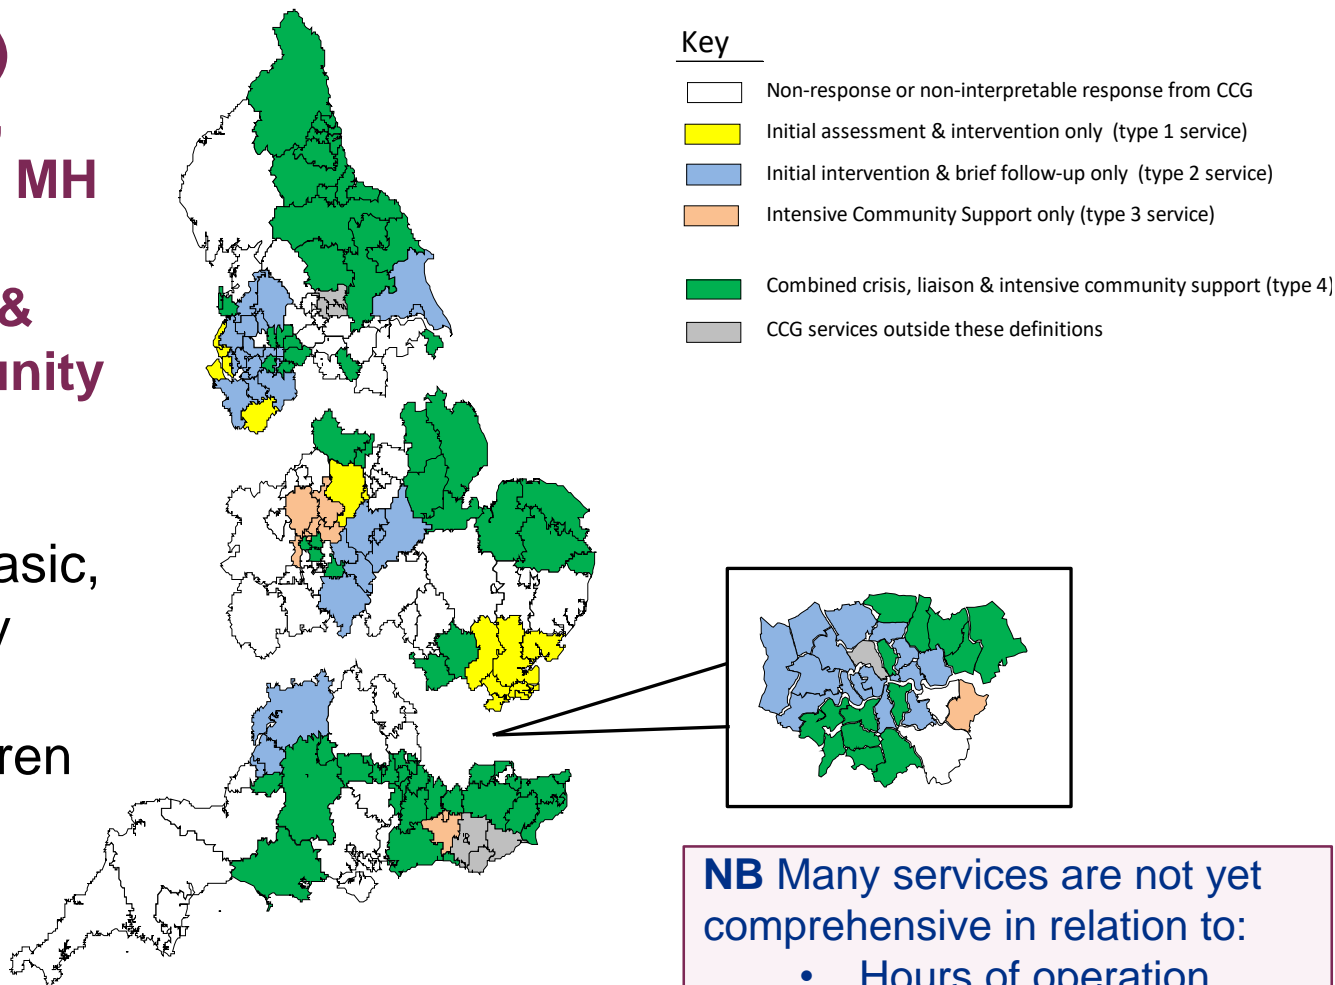 MH
&
unity
asic,
y
ren
Key
Non-response or non-interpretable response from CCG
Initial assessment & intervention only (type 1 service)
Initial intervention & brief follow-up only (type 2 service)
Intensive Community Support only (type 3 service)
Combined crisis, liaison & intensive community support (type 4)
CCG services outside these definitions
&
NB Many services are not yet
comprehensive in relation to:
• Hours of operation